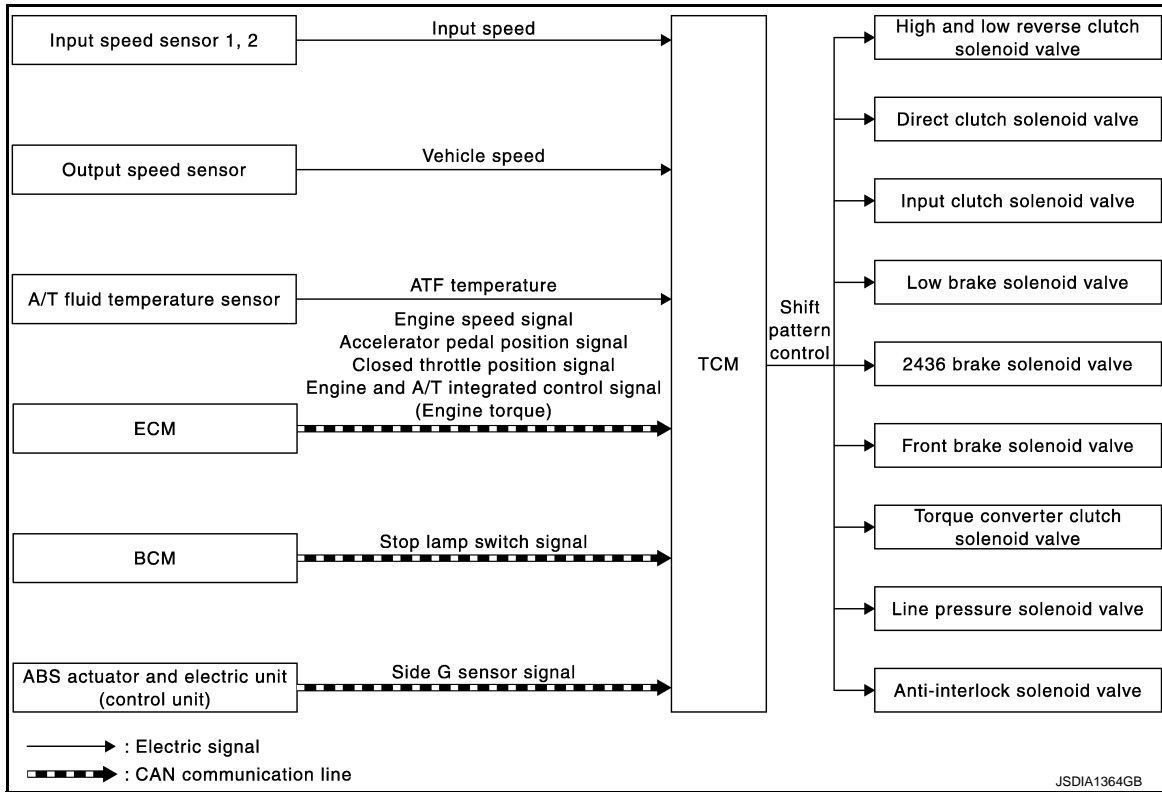 Input speed sensor 1, 2
Input speed
Output speed sensor
Vehicle speed
A/T fluid temperature sensor
ATF temperature
Engine speed signal
Accelerator pedal position signal
Closed throttle position signal
Engine and A/T integrated control signal
(Engine torque)
ECM
BCM
Stop lamp switch signal
ABS actuator and electric unit
(control unit)
Side G sensor signal
TCM
Shift
pattern
control
High and low reverse clutch
solenoid valve
Direct clutch solenoid valve
Input clutch solenoid valve
Low brake solenoid valve
2436 brake solenoid valve
Front brake solenoid valve
Torque converter clutch
solenoid valve
Line pressure solenoid valve
Anti-interlock solenoid valve
: Electric signal
: CAN communication line
JSDIA1364GB